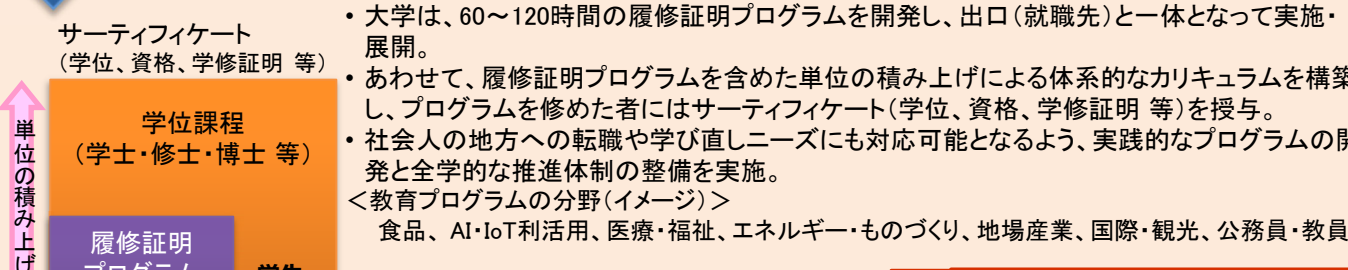 サーティフィケート
（学位、資格、学修証明 等）
単位の積み上げ
学位課程
（学士・修士・博士 等）
履修証明
プログラム
学生
• 大学は、60～120時間の履修証明プログラムを開発し、出口（就職先）と一体となって実施・
展開。
• あわせて、履修証明プログラムを含めた単位の積み上げによる体系的なカリキュラムを構築
し、プログラムを修めた者にはサーティフィケート（学位、資格、学修証明 等）を授与。
• 社会人の地方への転職や学び直しニーズにも対応可能となるよう、実践的なプログラムの開
発と全学的な推進体制の整備を実施。
＜教育プログラムの分野（イメージ）＞
食品、AI・IoT利活用、医療・福祉、エネルギー・ものづくり、地場産業、国際・観光、公務員・教員